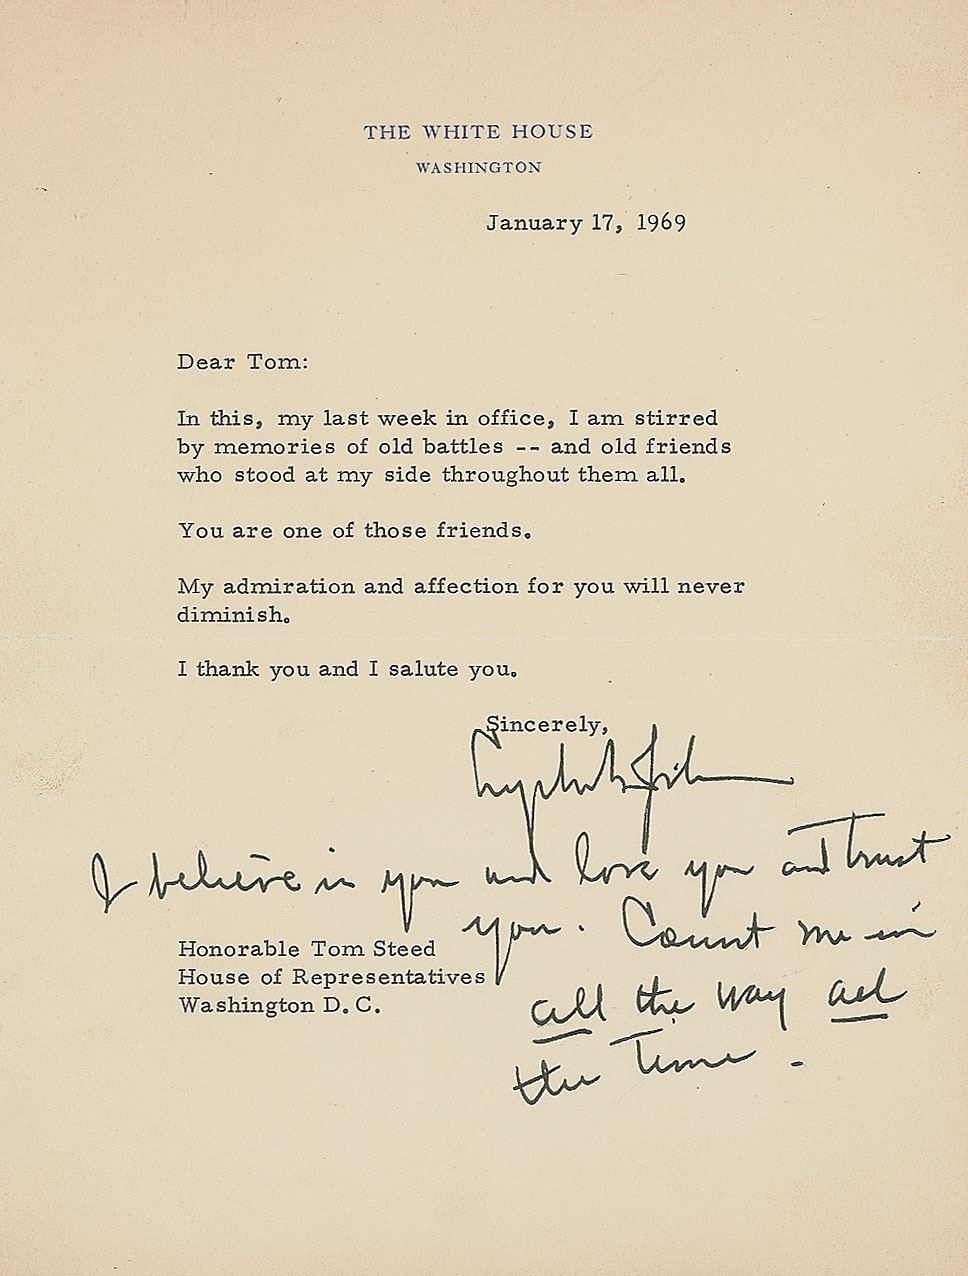 THE WHITE HOUSE
WASHINGTON
January 17, 1969
Dear Tom:
In this, my last week in office, I am stirred
by memories of old battles -- and old friends
who stood at my side throughout them all.
You are one of those friends.
My admiration and affection for you will never
diminish.
I thank you and I salute you.
Sincerely,
Lyndon B Johnson
I believe in you and love you and trust
you. Count me in
all the way all
the time.
Honorable Tom Steed
House of Representatives
Washington D. C.